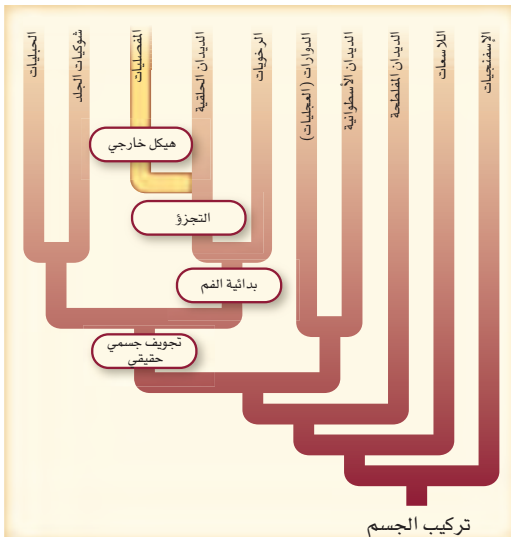 الإسفنجيات
اللاسعات
الديدان المفلطحة
الديدان الأسطوانية
الدوارات (العجليات)
الرخويات
الديدان الحلقية
المفصليات
شوكيات الجلد
الحبليات
هيكل خارجي
التجزؤ
بدائية الفم
تجويف جسمي
حقيقي
تركيب الجسم